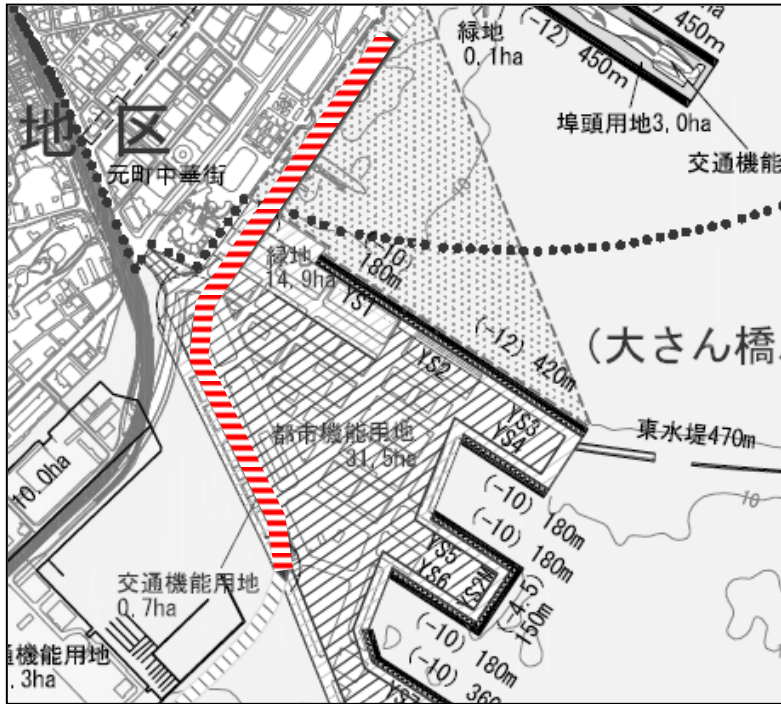 緑地
0.1ha
(-12) 450m
450m
埠頭用地3.0ha
交通機能
地区
元町中華街
緑地
14.9ha
(-10)
180m
YS1
YS2
(-12) 420m
YS3
YS4
(大さん橋
東水堤470m
都市機能用地
31.5ha
10.0ha
10
10
(-10) 180m
(-10) 180m
YS5
YS6
YS2W
(-4.5)
150m
交通機能用地
0.7ha
(-10) 180m
(-10) 360
機能用地
.3ha
YS7